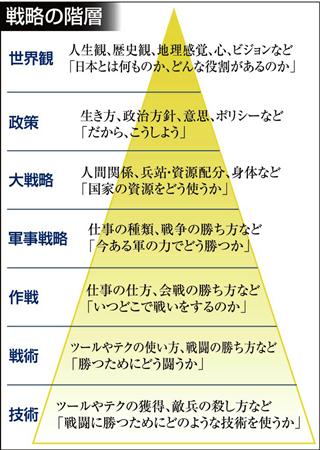 戦略の階層
世界観
人生観、歴史観、地理感覚、心、ビジョンなど
「日本とは何ものか、どんな役割があるのか」
政策
生き方、政治方針、意思、ポリシーなど
「だから、こうしよう」
大戦略
人間関係、兵站・資源配分、身体など
「国家の資源をどう使うか」
軍事戦略
仕事の種類、戦争の勝ち方など
「今ある軍の力でどう勝つか」
作戦
仕事の仕方、会戦の勝ち方など
「いつどこで戦いをするのか」
戦術
ツールやテクの使い方、戦闘の勝ち方など
「勝つためにどう闘うか」
技術
ツールやテクの獲得、敵兵の殺し方など
「戦闘に勝つためにどのような技術を使うか」